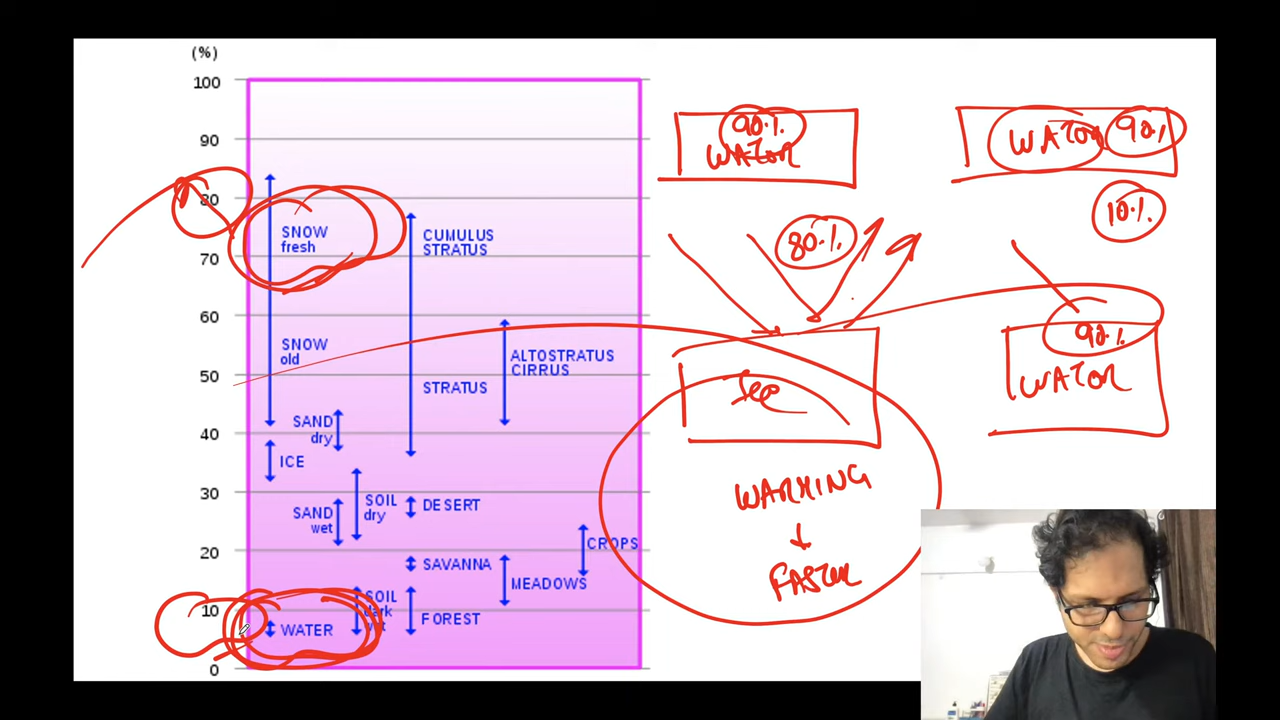 (%)
100
90
80
70
60
50
40
30
20
10
0
SNOW
fresh
SNOW
old
ICE
WATER
SAND
dry
SAND
wet
SOIL
dry
SOIL
dark
wet
CUMULUS
STRATUS
STRATUS
DESERT
SAVANNA
FOREST
ALTOSTRATUS
CIRRUS
MEADOWS
CROPS
90%
WATER
WATER 90%
10%
80%
90%
WATER
WARMING
FASTER